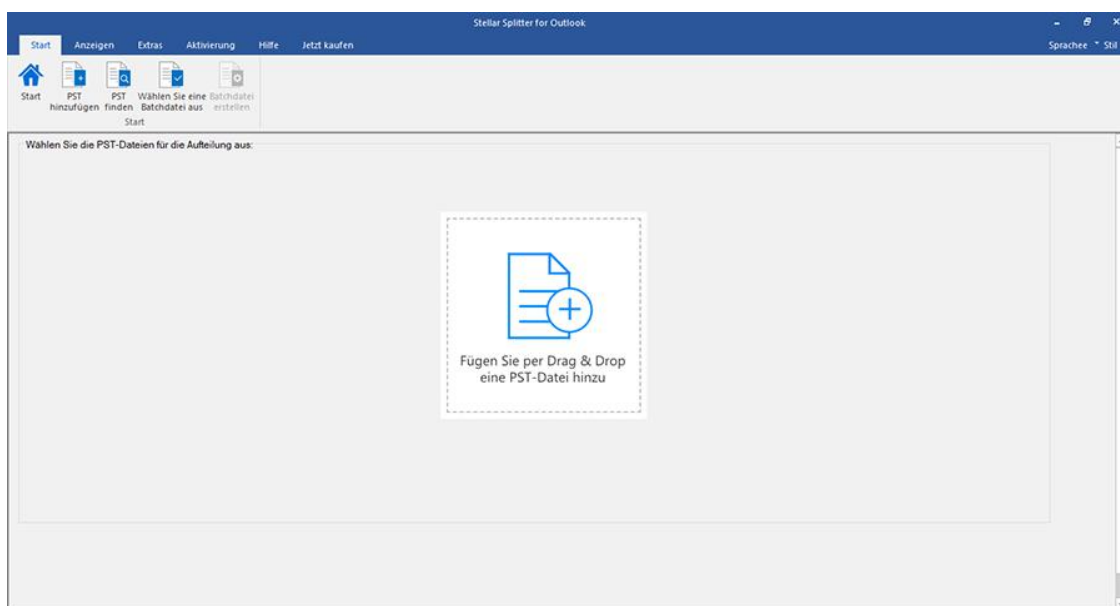 Stellar Splitter for Outlook
Start Anzeigen Extras Aktivierung Hilfe Jetzt kaufen Sprachee Stil
Start PST hinzufügen PST finden Wählen Sie eine Batchdatei aus Batchdatei erstellen
Start
Wählen Sie die PST-Dateien für die Aufteilung aus:
Fügen Sie per Drag & Drop
eine PST-Datei hinzu